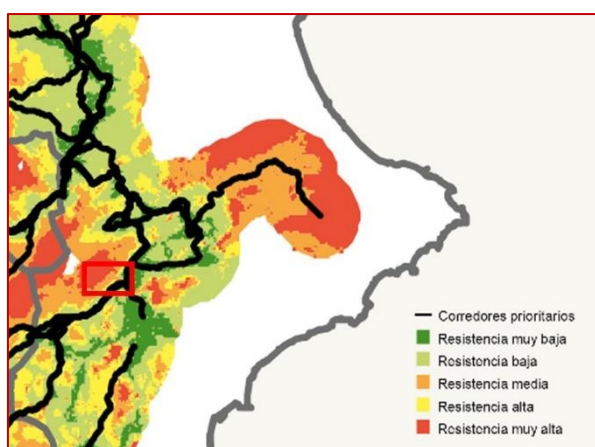 Corredores prioritarios
Resistencia muy baja
Resistencia baja
Resistencia media
Resistencia alta
Resistencia muy alta